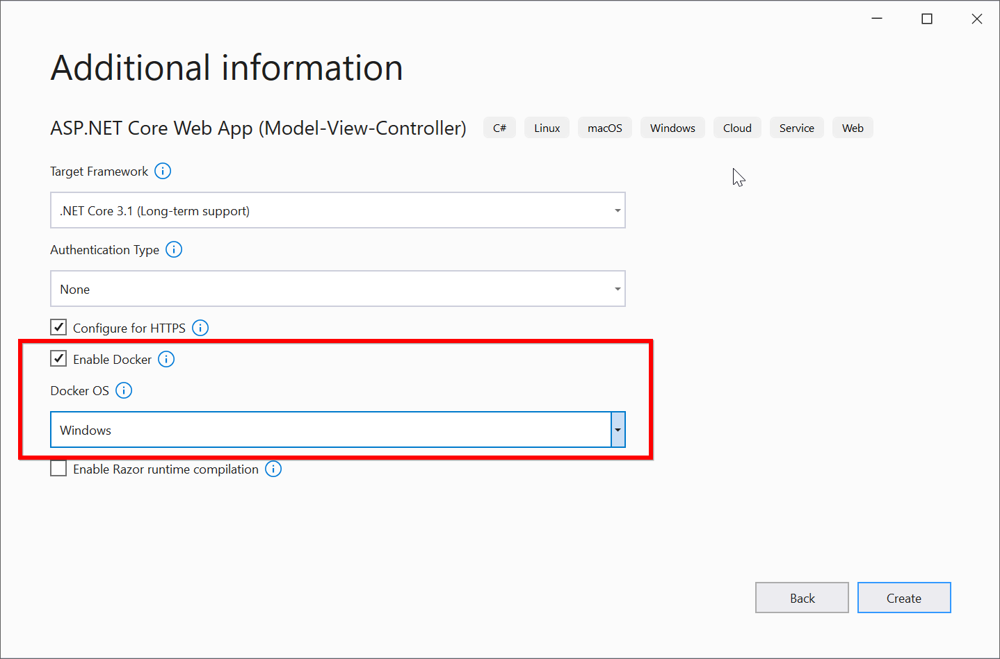 Additional information
ASP.NET Core Web App (Model-View-Controller) C# Linux macOS Windows Cloud Service Web
Target Framework
.NET Core 3.1 (Long-term support)
Authentication Type
None
Configure for HTTPS
Enable Docker
Docker OS
Windows
Enable Razor runtime compilation
Back Create